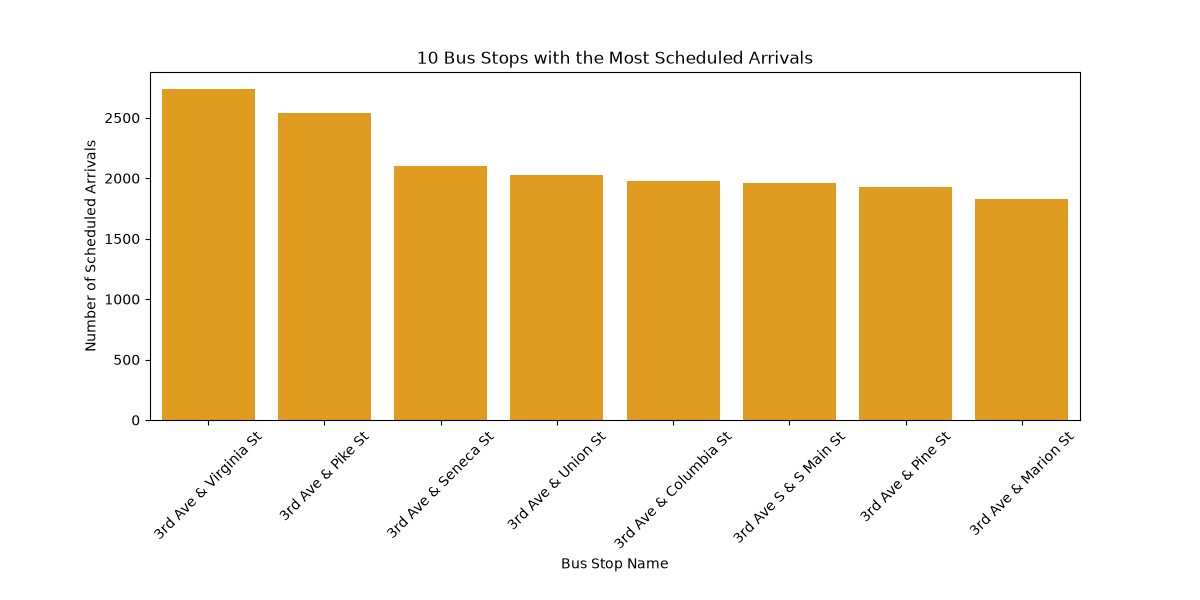 10 Bus Stops with the Most Scheduled Arrivals
Number of Scheduled Arrivals
2500
2000
1500
1000
500
0
3rd Ave & Virginia St
3rd Ave & Pike St
3rd Ave & Seneca St
3rd Ave & Union St
3rd Ave & Columbia St
3rd Ave S & S Main St
3rd Ave & Pine St
3rd Ave & Marion St
Bus Stop Name